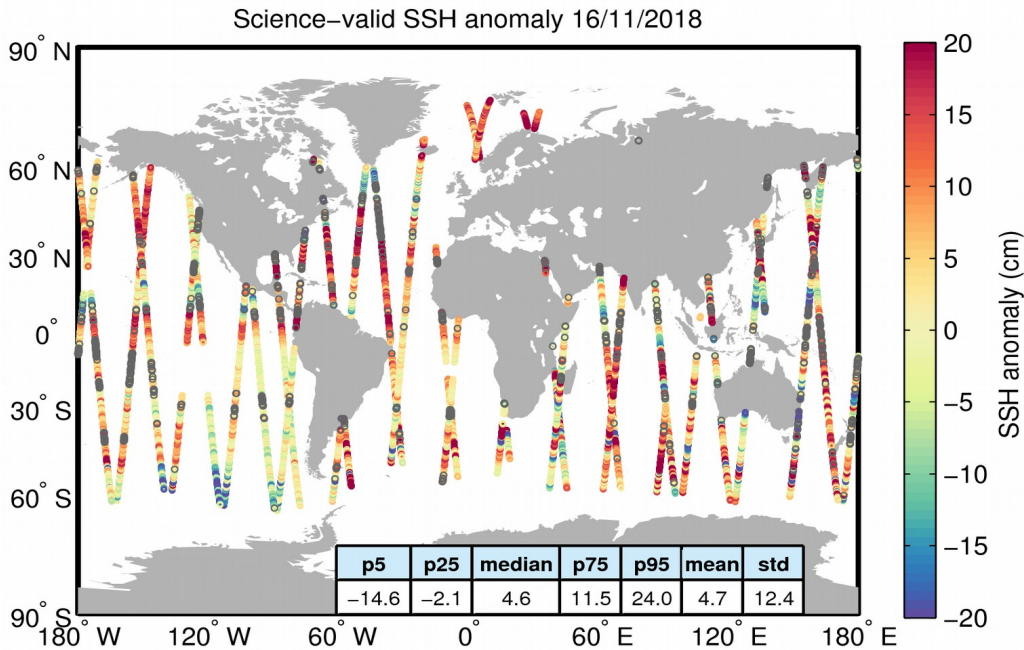 Science−valid SSH anomaly 16/11/2018
90° N
60° N
30° N
0°
30° S
60° S
90° S
180° W
120° W
60° W
0°
60° E
120° E
180° E
p5 p25 median p75 p95 mean std
−14.6 −2.1 4.6 11.5 24.0 4.7 12.4
20
15
10
5
0
−5
−10
−15
−20
SSH anomaly (cm)